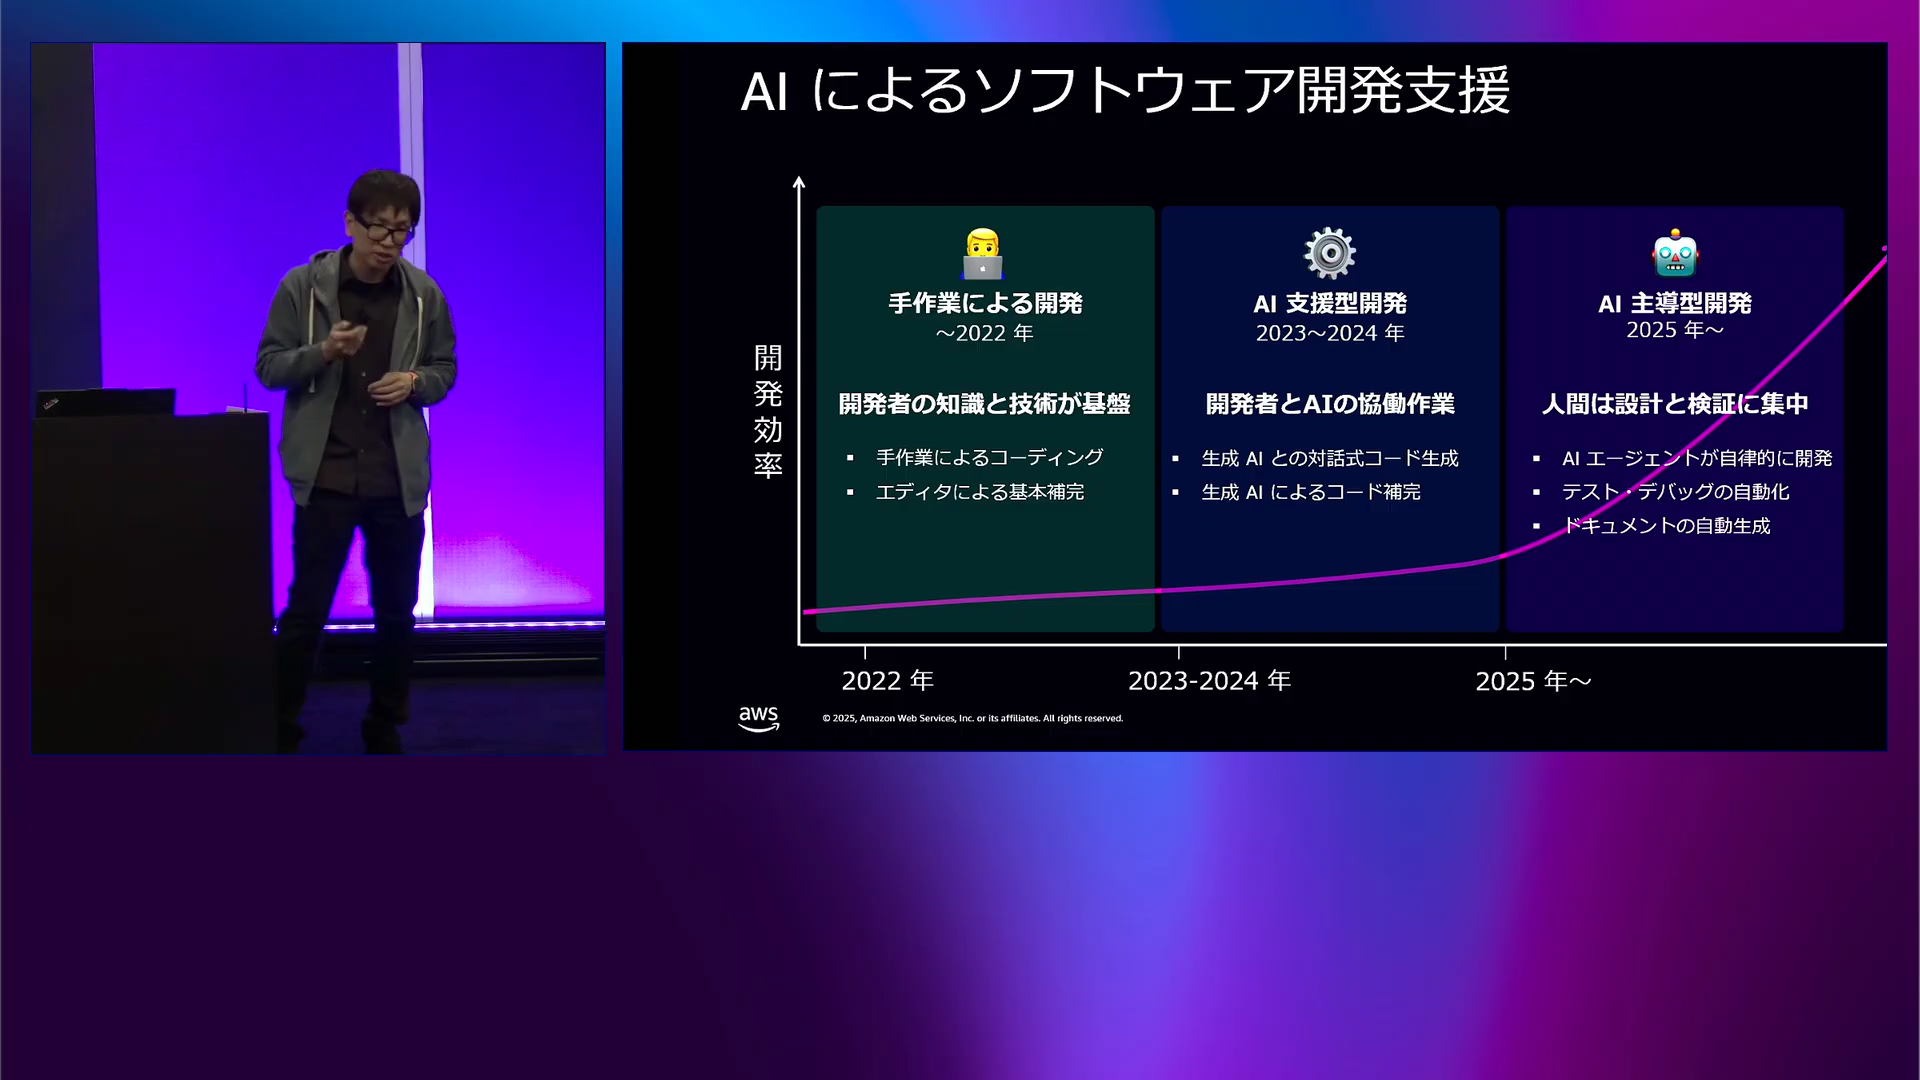 AI によるソフトウェア開発支援
開発効率
手作業による開発
～2022 年
開発者の知識と技術が基盤
▪ 手作業によるコーディング
▪ エディタによる基本補完
AI 支援型開発
2023～2024 年
開発者とAIの協働作業
▪ 生成 AI との対話式コード生成
▪ 生成 AI によるコード補完
AI 主導型開発
2025 年～
人間は設計と検証に集中
▪ AI エージェントが自律的に開発
▪ テスト・デバッグの自動化
▪ ドキュメントの自動生成
2022 年
2023-2024 年
2025 年～
aws
© 2025, Amazon Web Services, Inc. or its affiliates. All rights reserved.